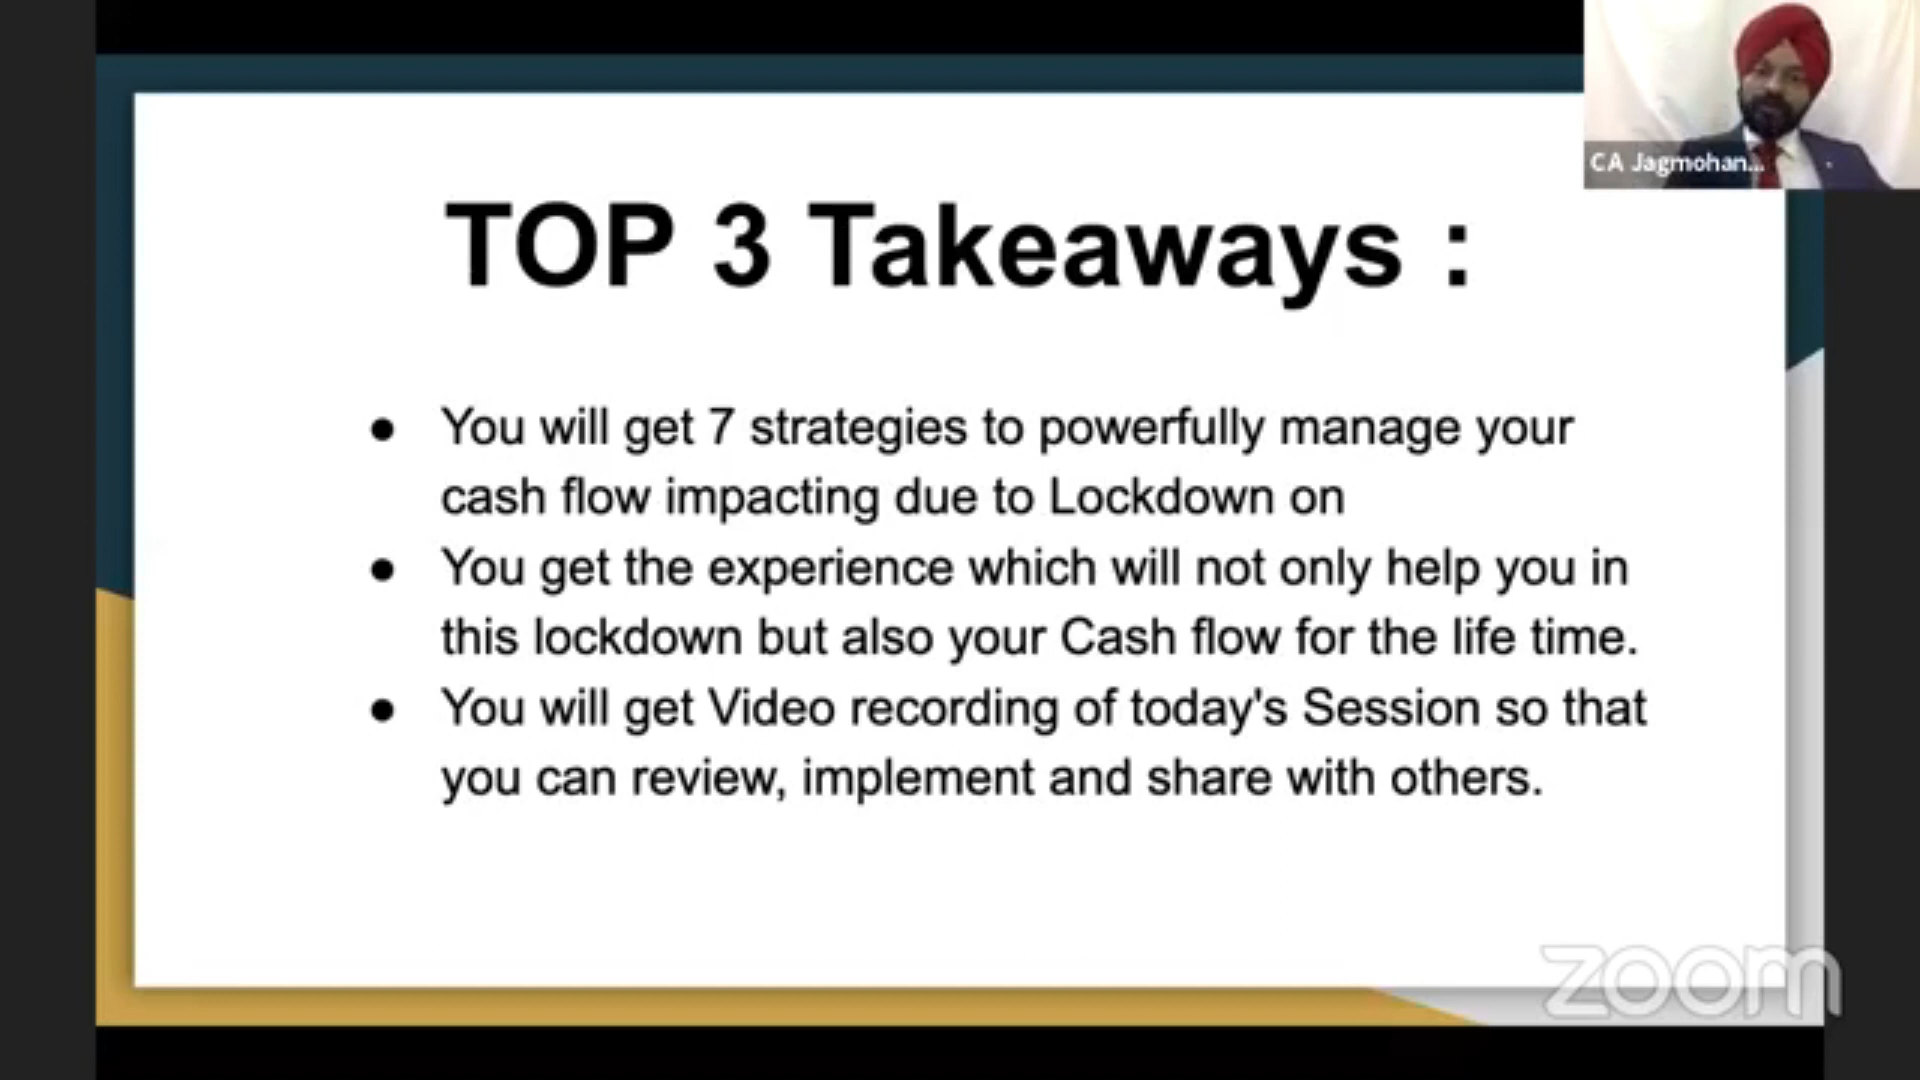 CA Jagmohan...
TOP 3 Takeaways :
● You will get 7 strategies to powerfully manage your
cash flow impacting due to Lockdown on
● You get the experience which will not only help you in
this lockdown but also your Cash flow for the life time.
● You will get Video recording of today's Session so that
you can review, implement and share with others.
zoom